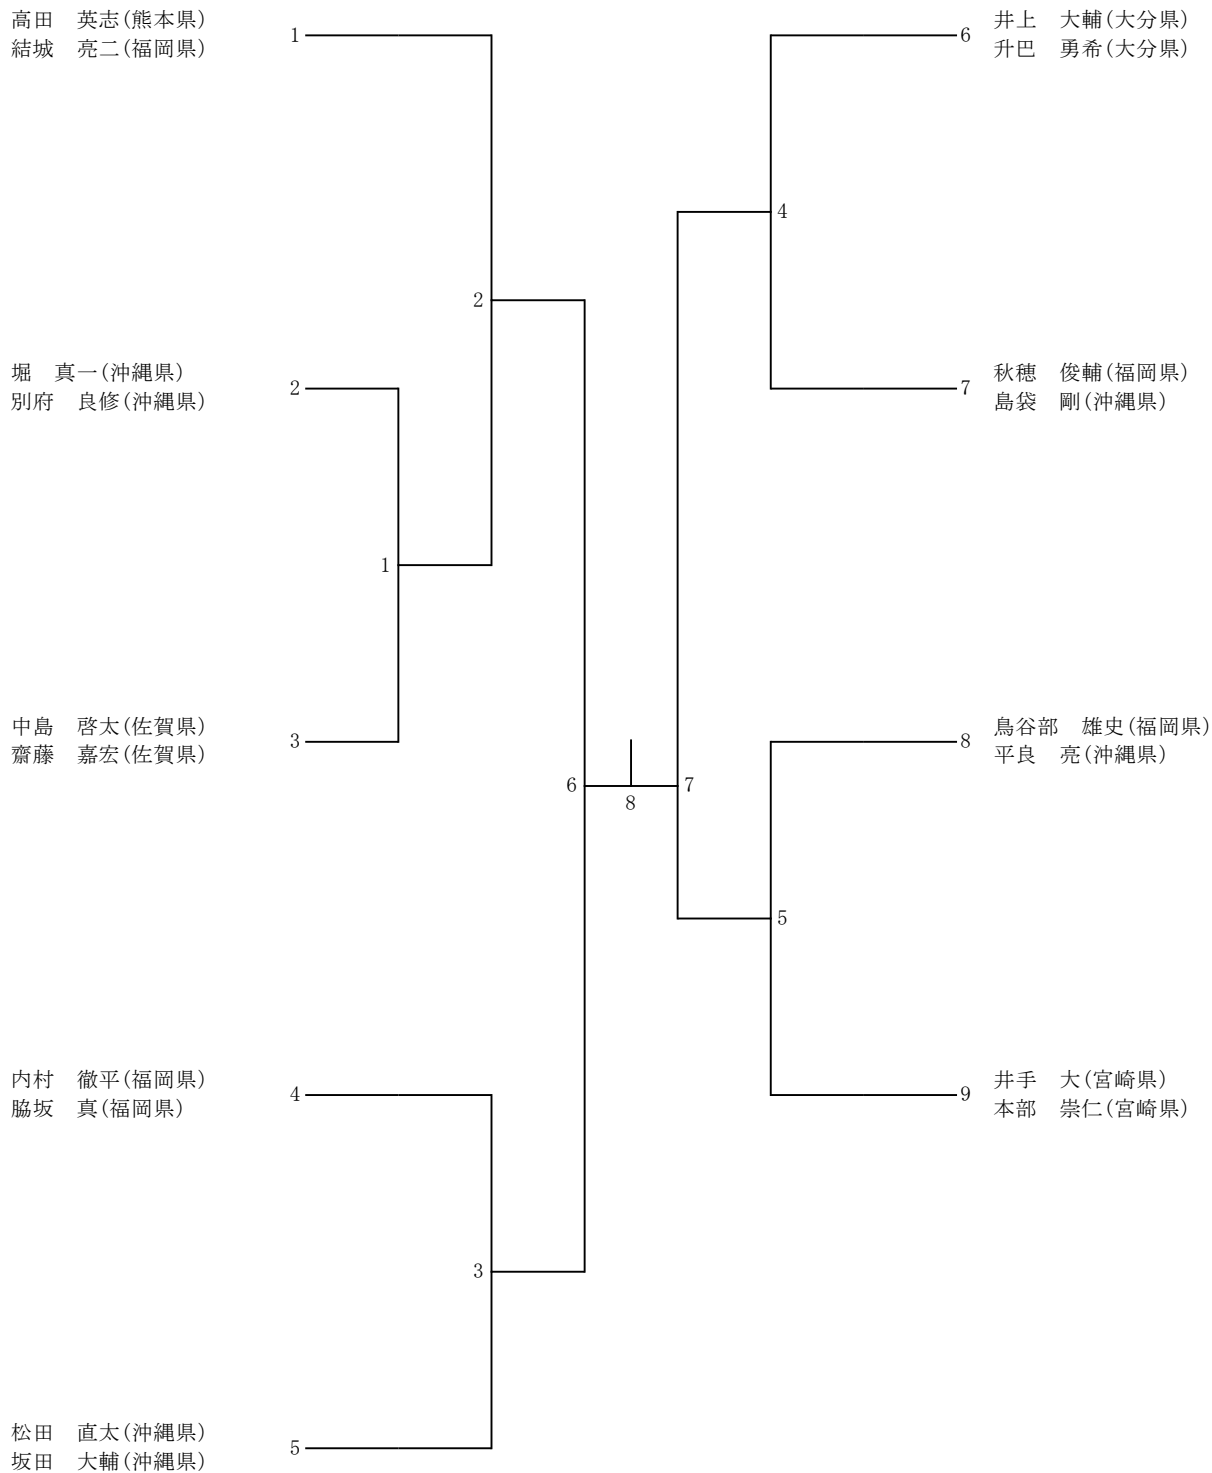 高田　英志(熊本県)
結城　亮二(福岡県)
1
堀　真一(沖縄県)
別府　良修(沖縄県)
2
中島　啓太(佐賀県)
齋藤　嘉宏(佐賀県)
3
内村　徹平(福岡県)
脇坂　真(福岡県)
4
松田　直太(沖縄県)
坂田　大輔(沖縄県)
5
2
1
3
6
8
7
4
5
6
井上　大輔(大分県)
升巴　勇希(大分県)
7
秋穂　俊輔(福岡県)
島袋　剛(沖縄県)
8
鳥谷部　雄史(福岡県)
平良　亮(沖縄県)
9
井手　大(宮崎県)
本部　崇仁(宮崎県)